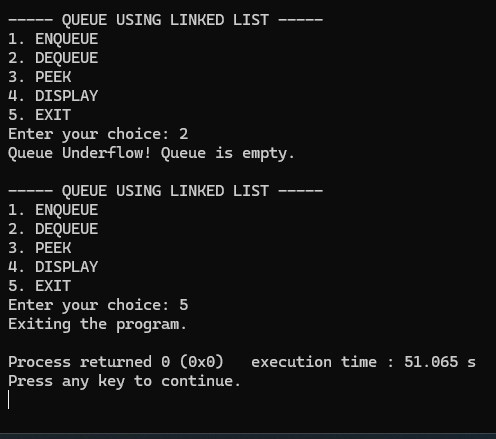 ----- QUEUE USING LINKED LIST -----
1. ENQUEUE
2. DEQUEUE
3. PEEK
4. DISPLAY
5. EXIT
Enter your choice: 2
Queue Underflow! Queue is empty.

----- QUEUE USING LINKED LIST -----
1. ENQUEUE
2. DEQUEUE
3. PEEK
4. DISPLAY
5. EXIT
Enter your choice: 5
Exiting the program.

Process returned 0 (0x0)   execution time : 51.065 s
Press any key to continue.